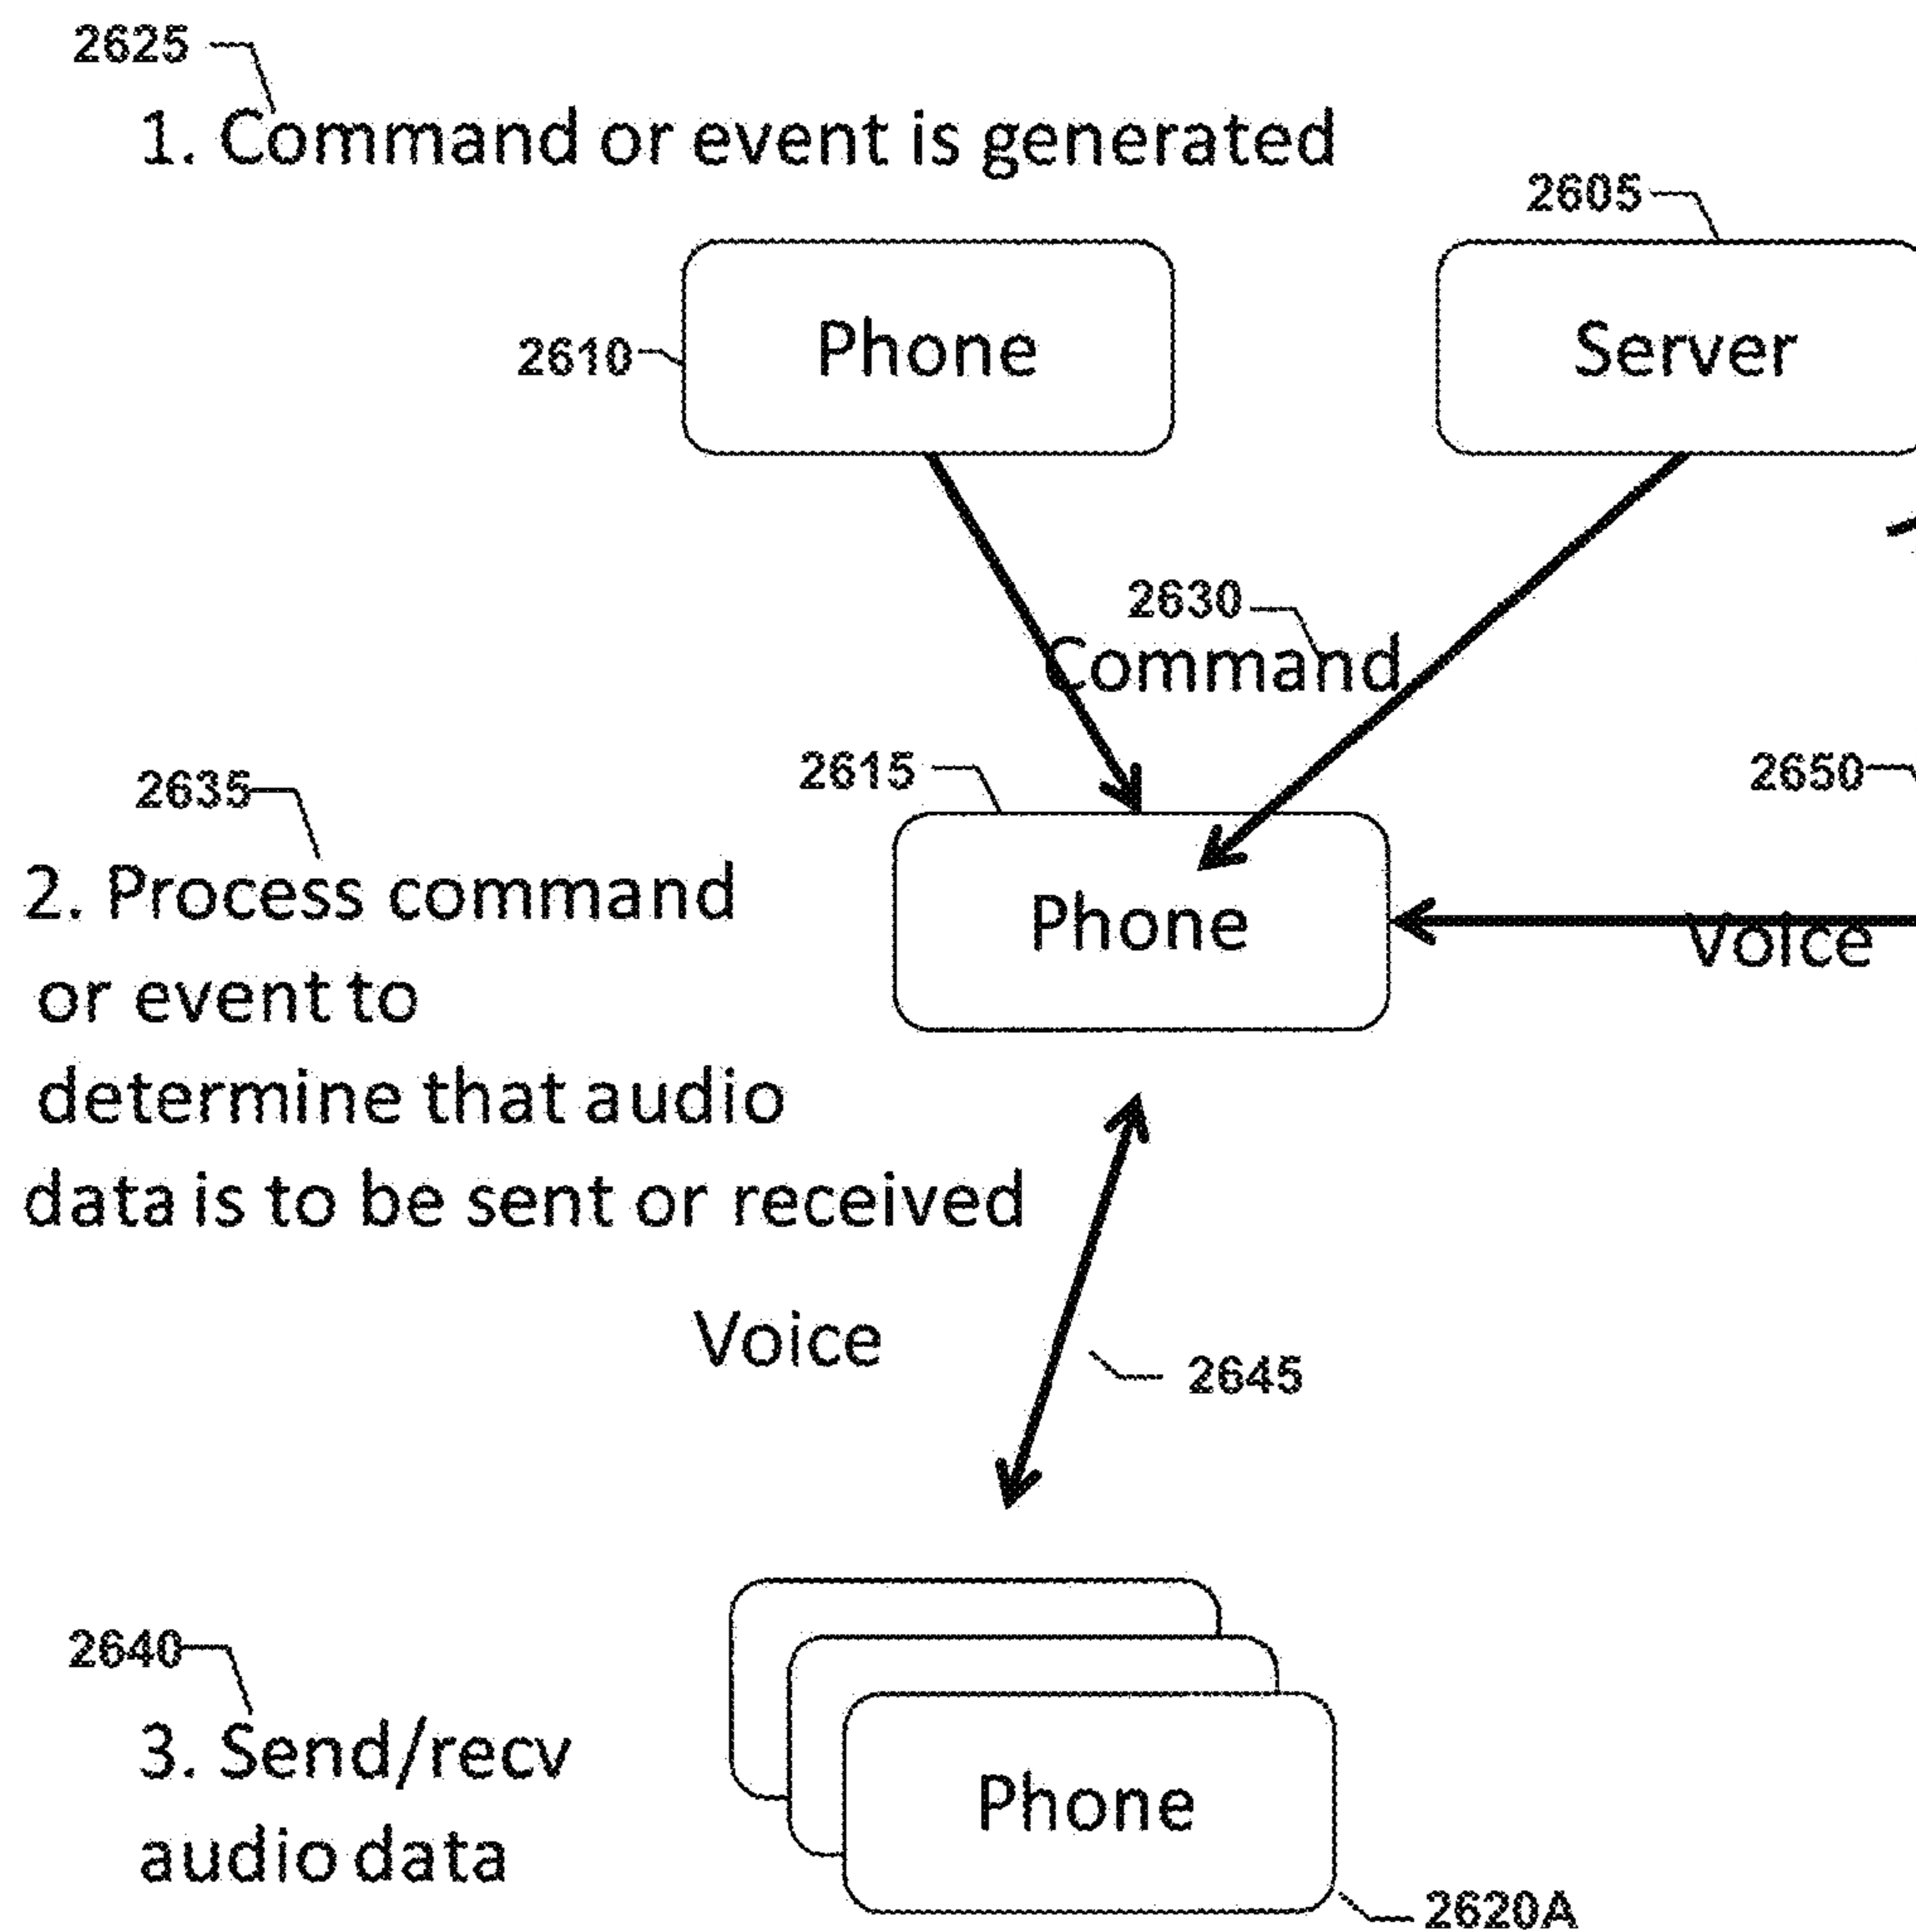 2625
1. Command or event is generated
2605
Phone
Server
2610
2630
Command
2615
2650
2635
2. Process command
or event to
determine that audio
data is to be sent or received
Phone
Voice
Voice
2645
2640
3. Send/recv
audio data
Phone
2620A